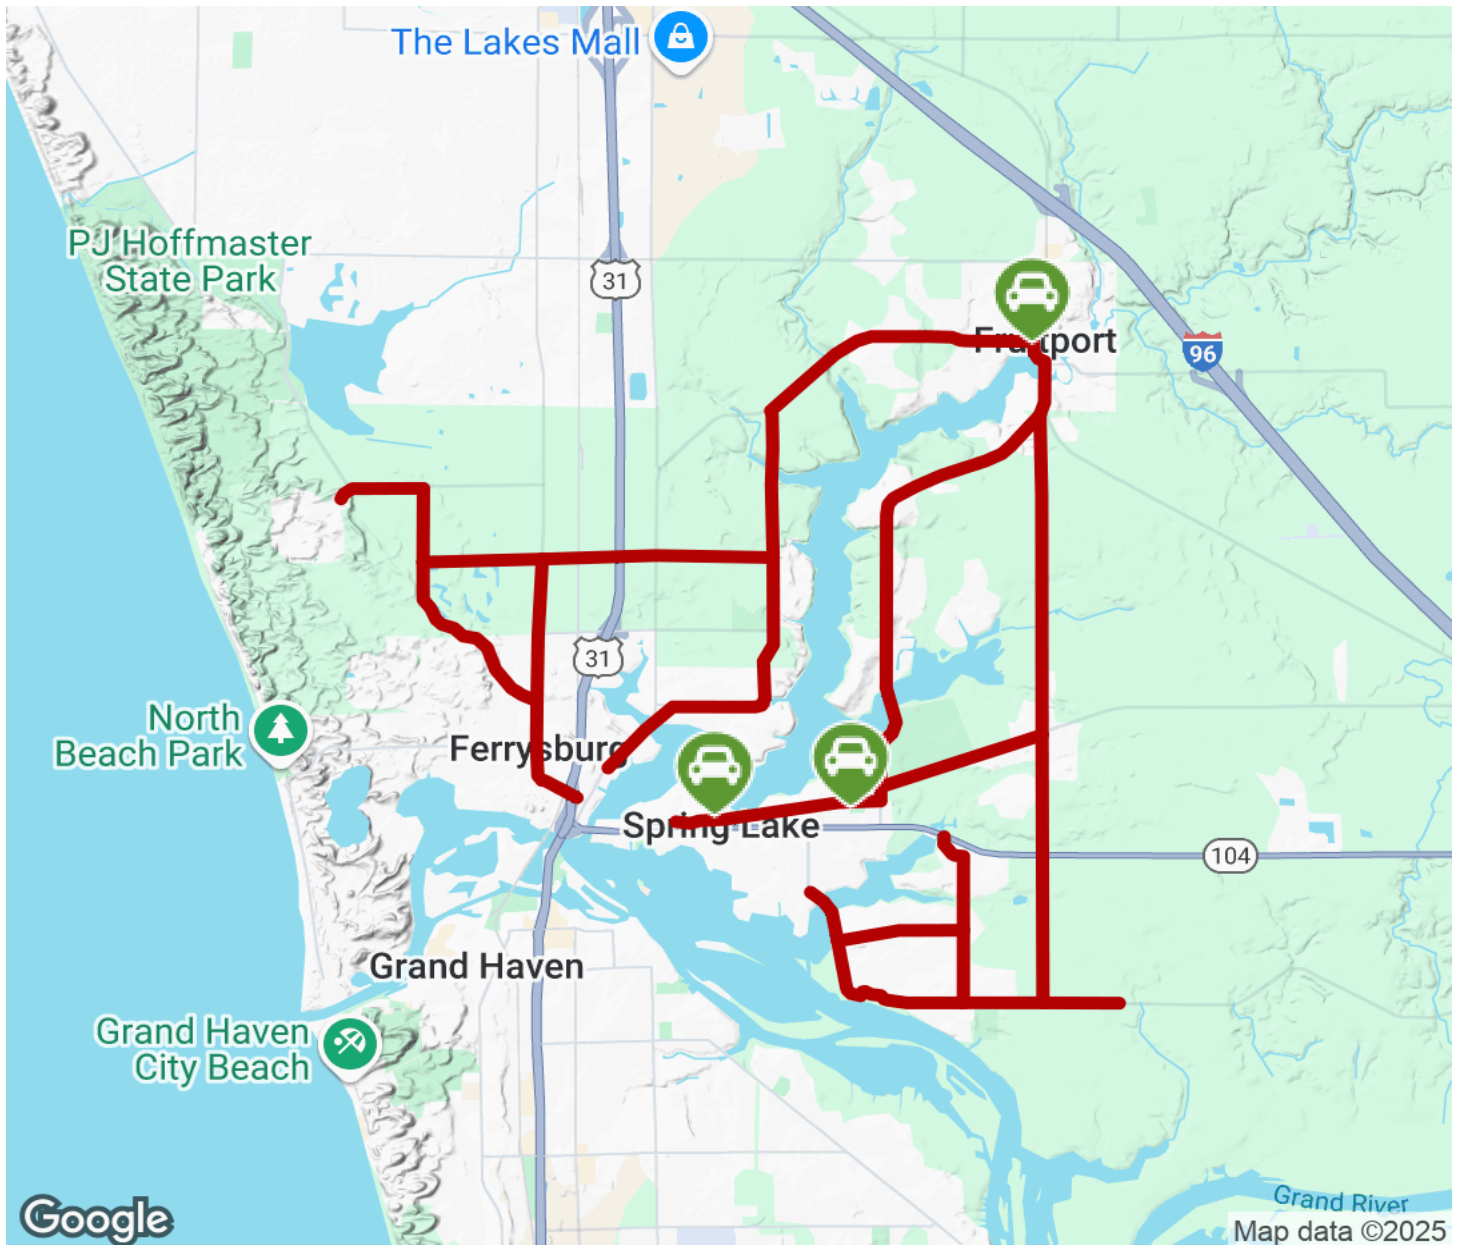 The Lakes Mall
PJ Hoffmaster
State Park
31
Fruitport
96
31
North
Beach Park
Ferrysburg
Spring Lake
104
Grand Haven
Grand Haven
City Beach
Grand River
Google
Map data ©2025